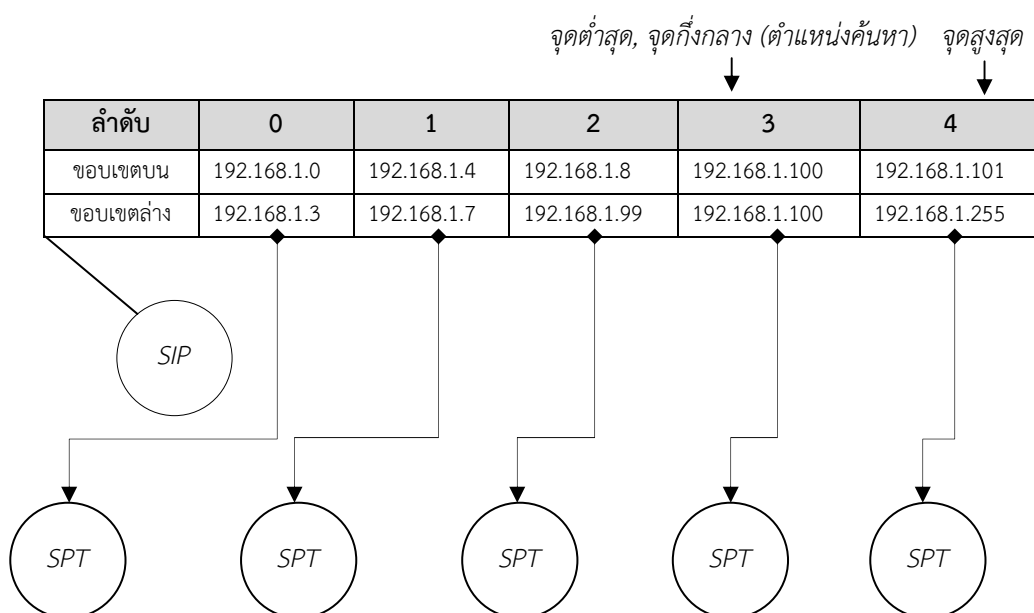 จุดต่ำสุด, จุดกึ่งกลาง (ตำแหน่งค้นหา) จุดสูงสุด
ลำดับ 0 1 2 3 4
ขอบเขตบน 192.168.1.0 192.168.1.4 192.168.1.8 192.168.1.100 192.168.1.101
ขอบเขตล่าง 192.168.1.3 192.168.1.7 192.168.1.99 192.168.1.100 192.168.1.255
SIP
SPT SPT SPT SPT SPT